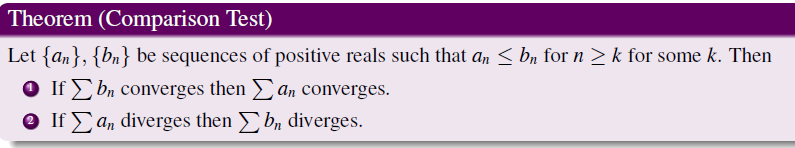 Theorem (Comparison Test)
Let {aₙ}, {bₙ} be sequences of positive reals such that aₙ ≤ bₙ for n ≥ k for some k. Then
1 If ∑ bₙ converges then ∑ aₙ converges.
2 If ∑ aₙ diverges then ∑ bₙ diverges.